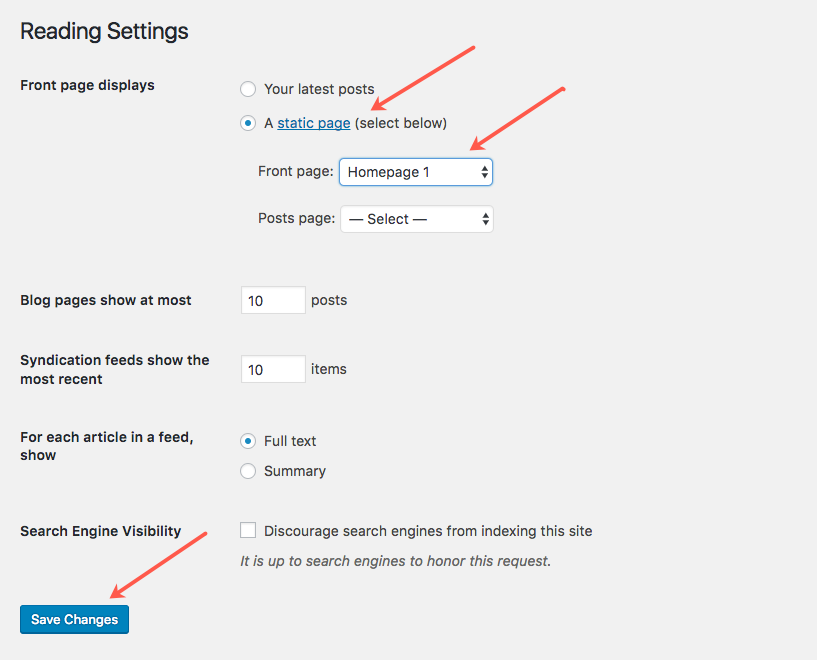 Reading Settings
Front page displays
Your latest posts
A static page (select below)
Front page: Homepage 1
Posts page: — Select —
Blog pages show at most 10 posts
Syndication feeds show the
most recent
10 items
For each article in a feed,
show
Full text
Summary
Search Engine Visibility
Discourage search engines from indexing this site
It is up to search engines to honor this request.
Save Changes